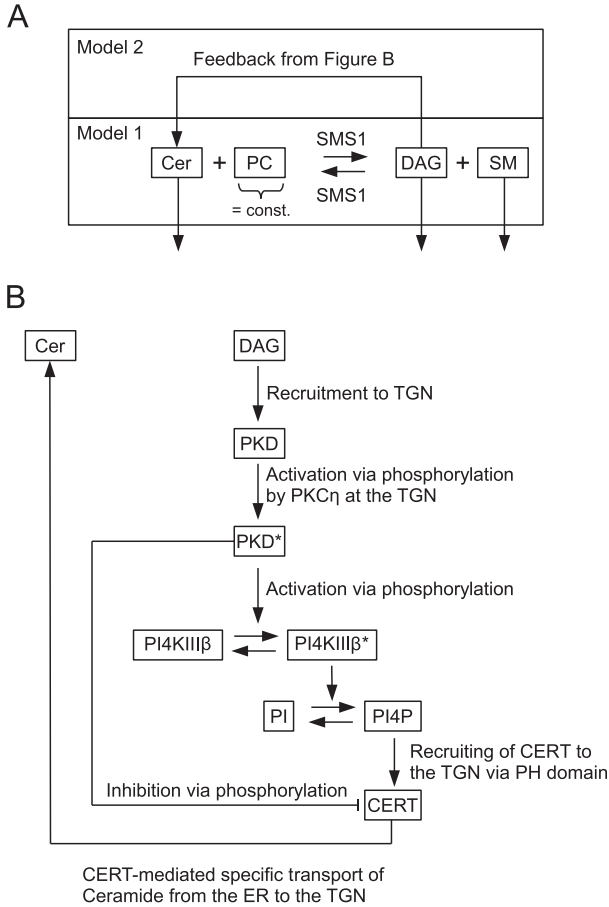 A
Model 2
Feedback from Figure B
Model 1
SMS1
Cer + PC DAG + SM
SMS1
= const.
B
Cer DAG
Recruitment to TGN
PKD
Activation via phosphorylation
by PKCη at the TGN
PKD*
Activation via phosphorylation
PI4KIIIβ PI4KIIIβ*
PI PI4P
Recruiting of CERT to
the TGN via PH domain
Inhibition via phosphorylation
CERT
CERT-mediated specific transport of
Ceramide from the ER to the TGN